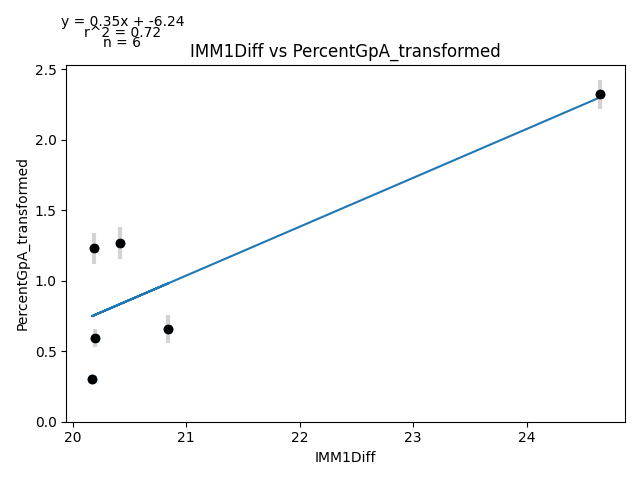 y = 0.35x + -6.24
r^2 = 0.72
n = 6
IMM1Diff vs PercentGpA_transformed
PercentGpA_transformed
2.5
2.0
1.5
1.0
0.5
0.0
20
21
22
23
24
IMM1Diff